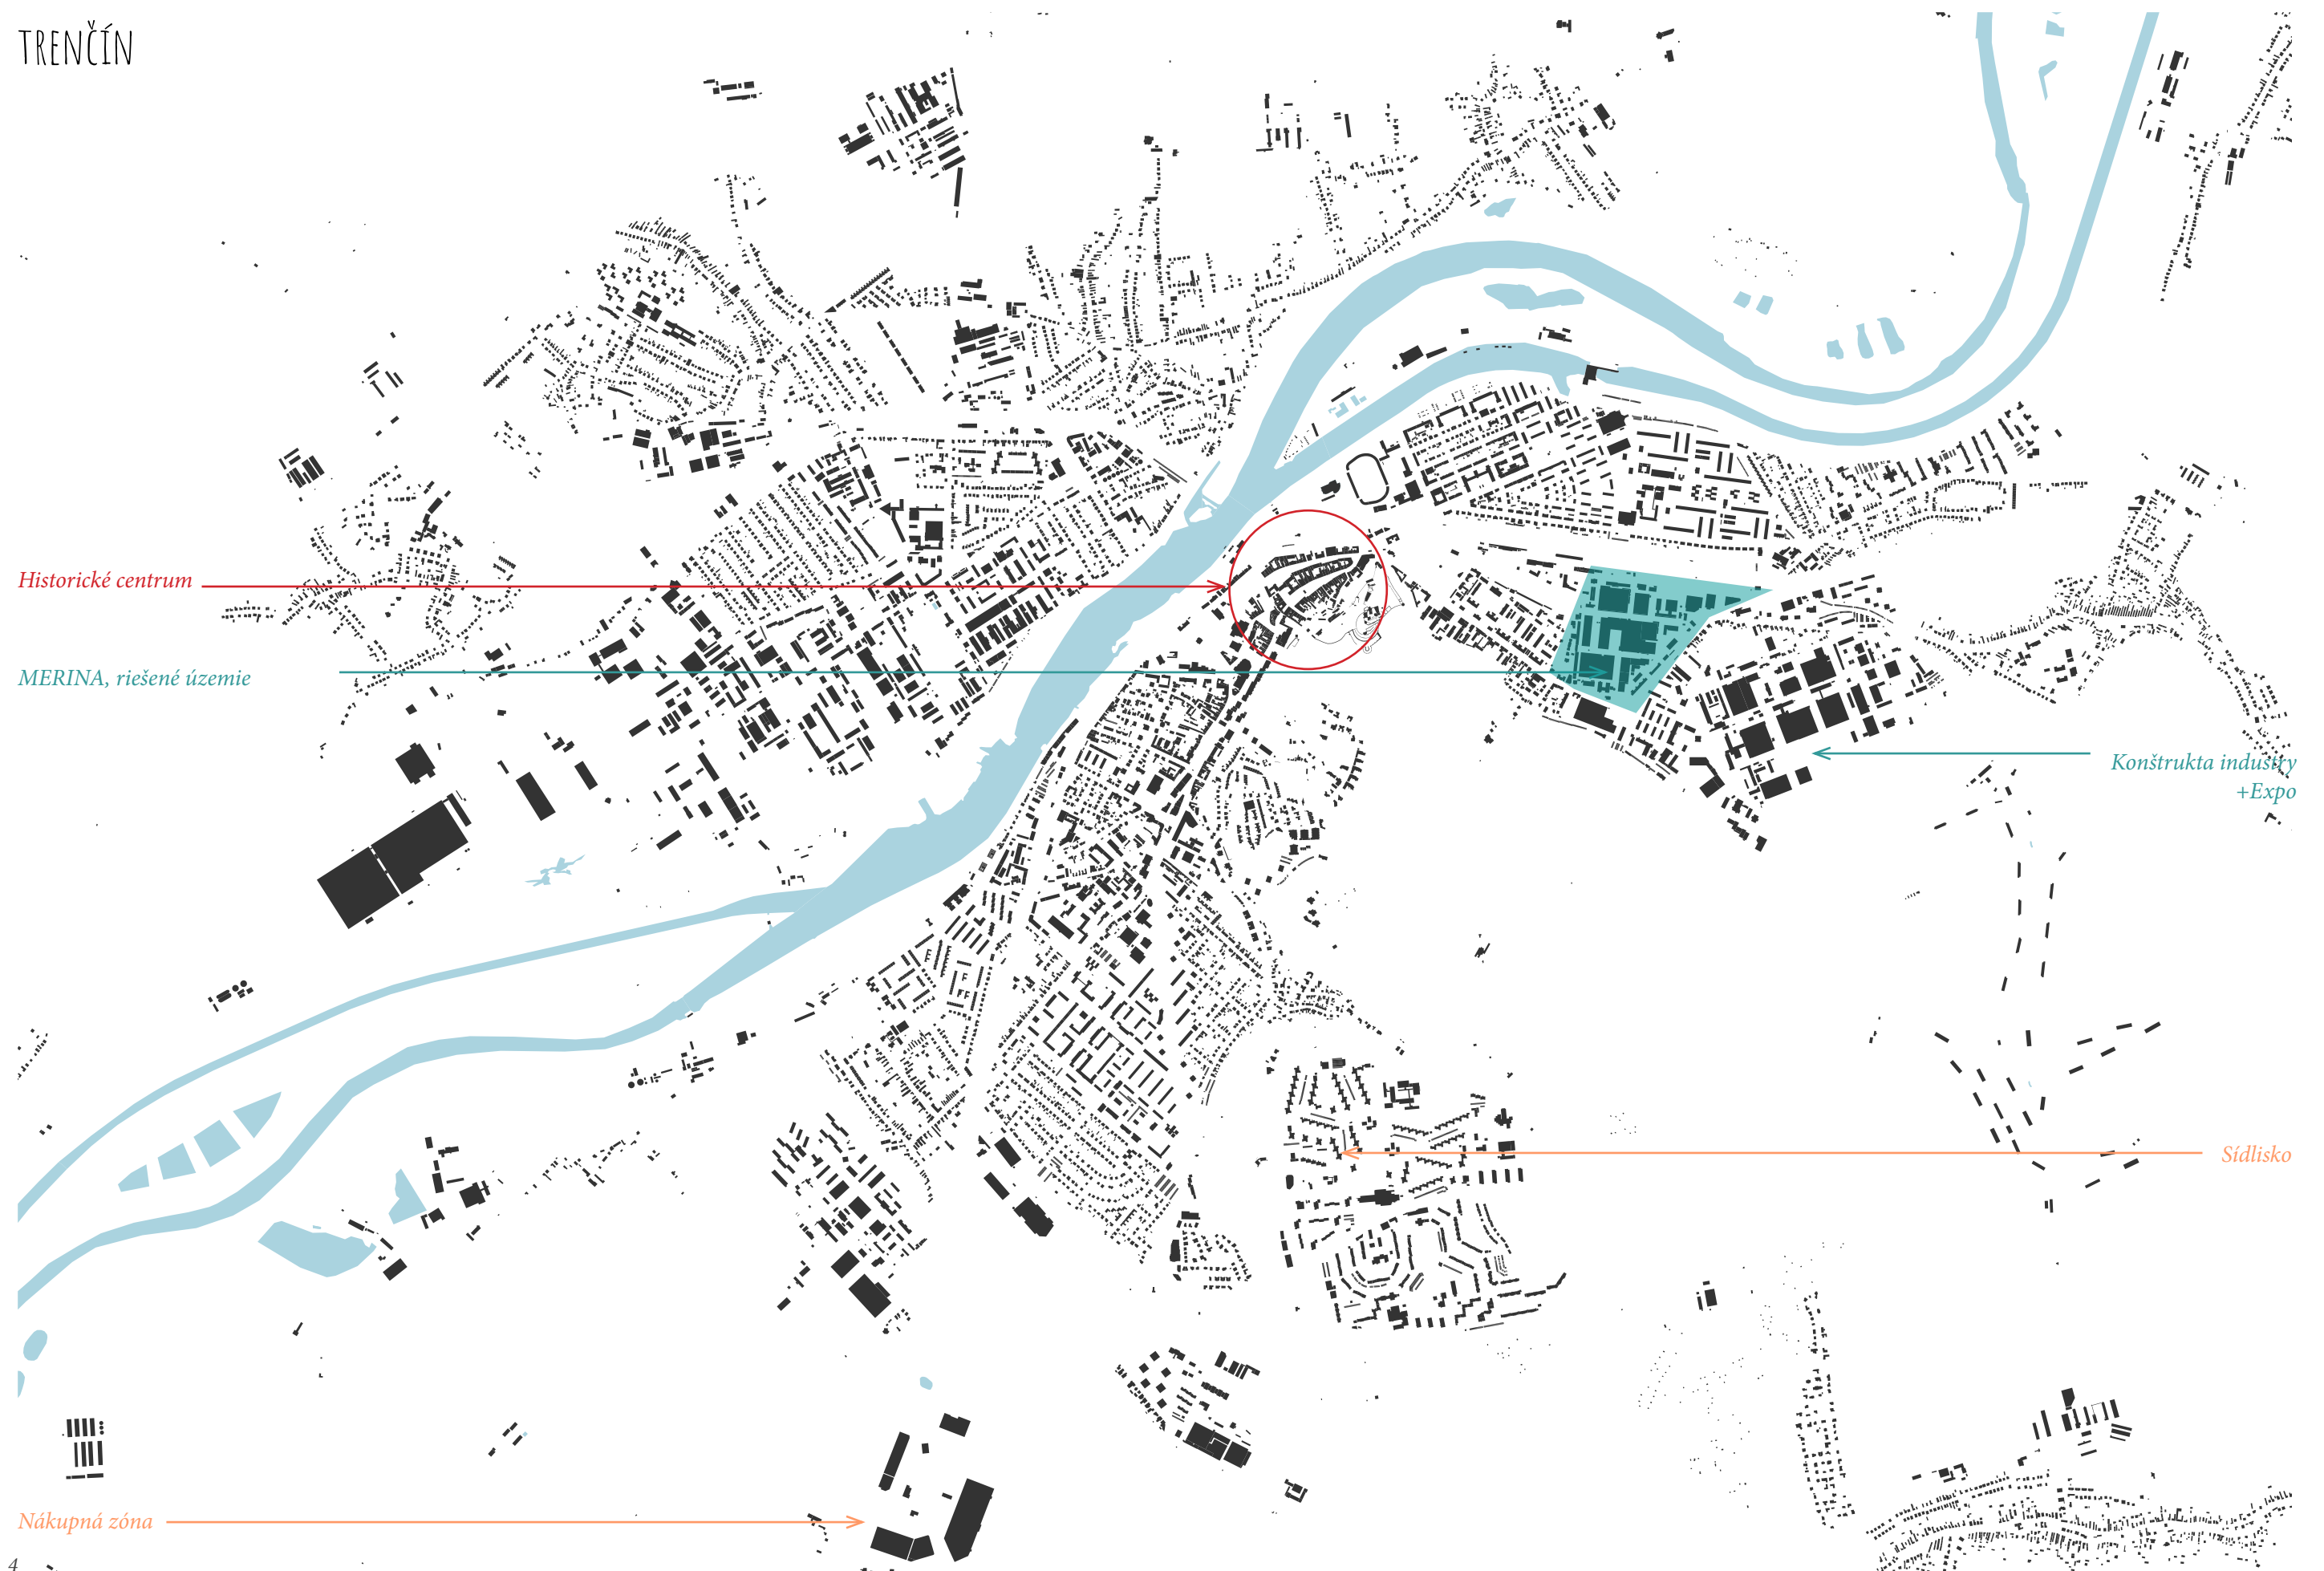 TRENČÍN
Historické centrum
MERINA, riešené územie
Konštrukta industry
+Expo
Sídlisko
Nákupná zóna
4